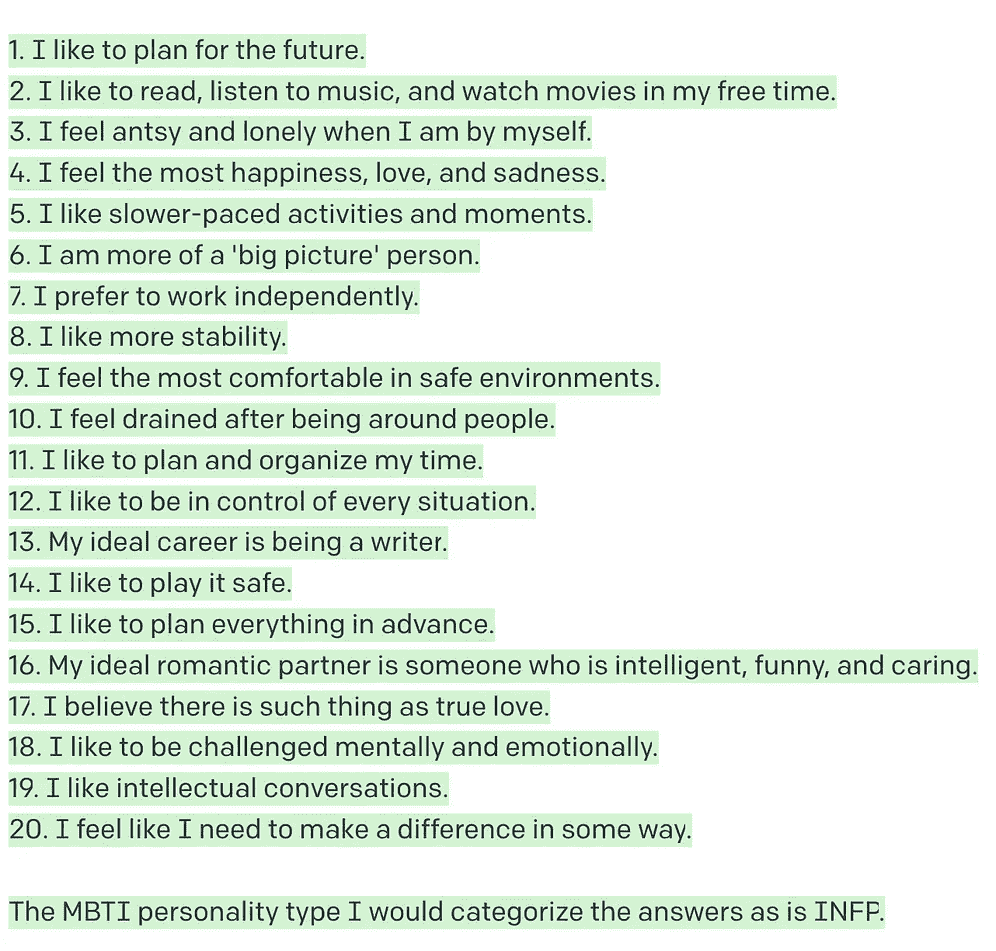 1. I like to plan for the future.
2. I like to read, listen to music, and watch movies in my free time.
3. I feel antsy and lonely when I am by myself.
4. I feel the most happiness, love, and sadness.
5. I like slower-paced activities and moments.
6. I am more of a 'big picture' person.
7. I prefer to work independently.
8. I like more stability.
9. I feel the most comfortable in safe environments.
10. I feel drained after being around people.
11. I like to plan and organize my time.
12. I like to be in control of every situation.
13. My ideal career is being a writer.
14. I like to play it safe.
15. I like to plan everything in advance.
16. My ideal romantic partner is someone who is intelligent, funny, and caring.
17. I believe there is such thing as true love.
18. I like to be challenged mentally and emotionally.
19. I like intellectual conversations.
20. I feel like I need to make a difference in some way.
The MBTI personality type I would categorize the answers as is INFP.